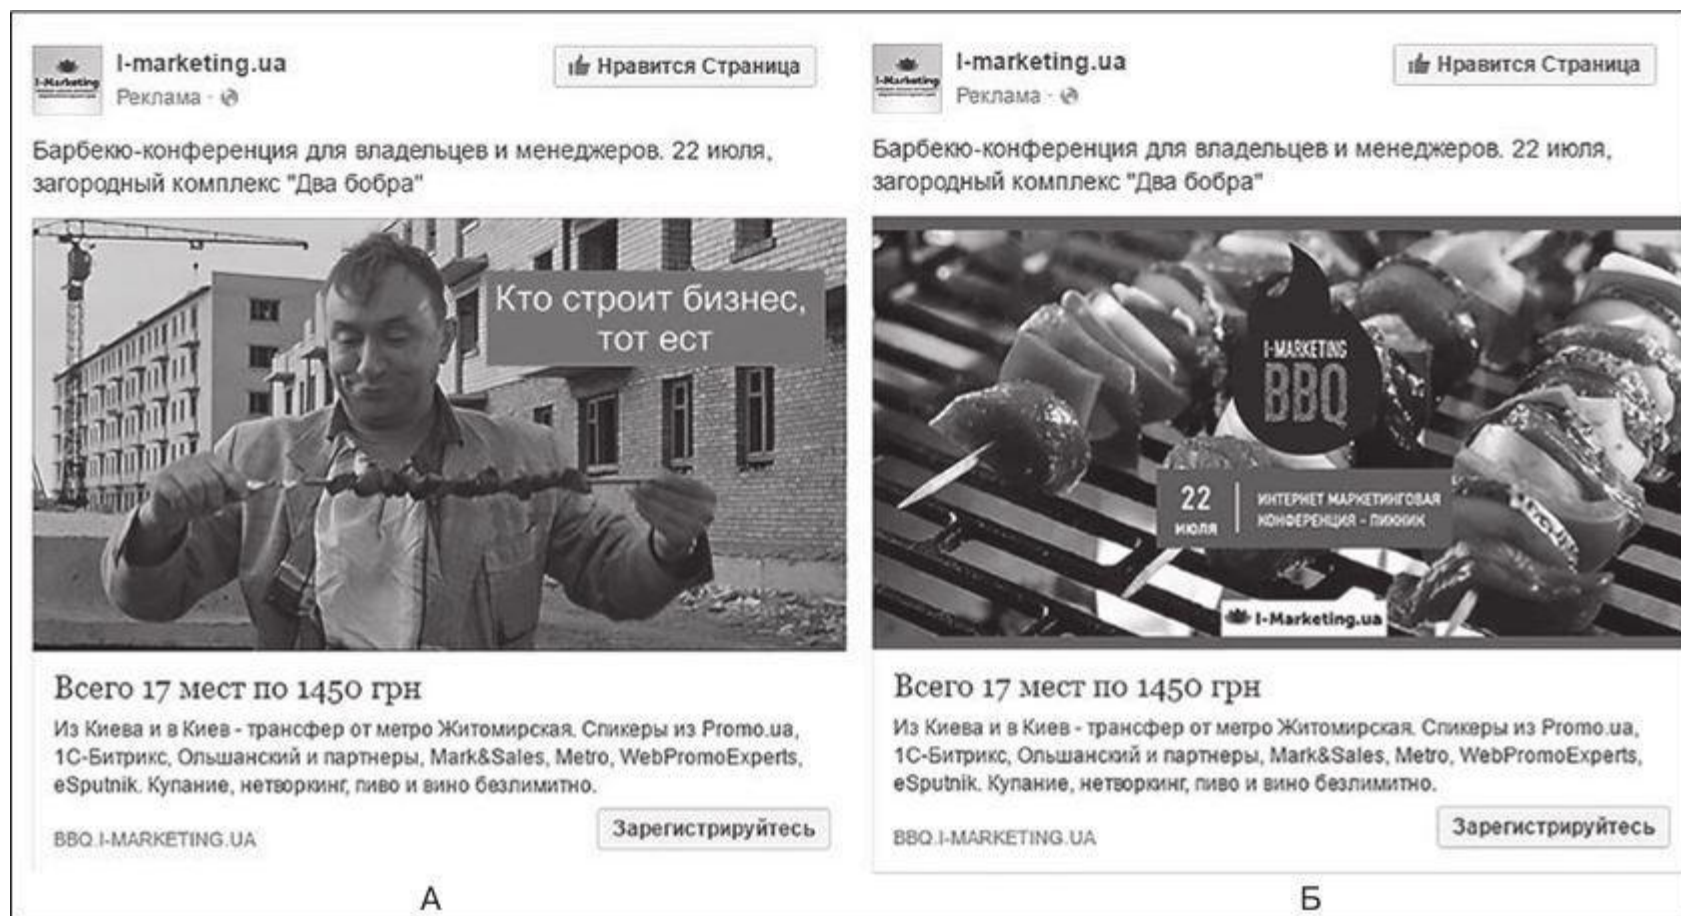 I-Marketing
I-marketing.ua
Реклама
Нравится Страница
Барбекю-конференция для владельцев и менеджеров. 22 июля,
загородный комплекс "Два бобра"
Кто строит бизнес,
тот ест
Всего 17 мест по 1450 грн
Из Киева и в Киев - трансфер от метро Житомирская. Спикеры из Promo.ua,
1С-Битрикс, Ольшанский и партнеры, Mark&Sales, Metro, WebPromoExperts,
eSputnik. Купание, нетворкинг, пиво и вино безлимитно.
BBQ.I-MARKETING.UA
Зарегистрируйтесь
А
I-Marketing
I-marketing.ua
Реклама
Нравится Страница
Барбекю-конференция для владельцев и менеджеров. 22 июля,
загородный комплекс "Два бобра"
I-MARKETING
BBQ
22
ИЮЛЯ
ИНТЕРНЕТ МАРКЕТИНГОВАЯ
КОНФЕРЕНЦИЯ - ПИКНИК
I-Marketing.ua
Всего 17 мест по 1450 грн
Из Киева и в Киев - трансфер от метро Житомирская. Спикеры из Promo.ua,
1С-Битрикс, Ольшанский и партнеры, Mark&Sales, Metro, WebPromoExperts,
eSputnik. Купание, нетворкинг, пиво и вино безлимитно.
BBQ.I-MARKETING.UA
Зарегистрируйтесь
Б